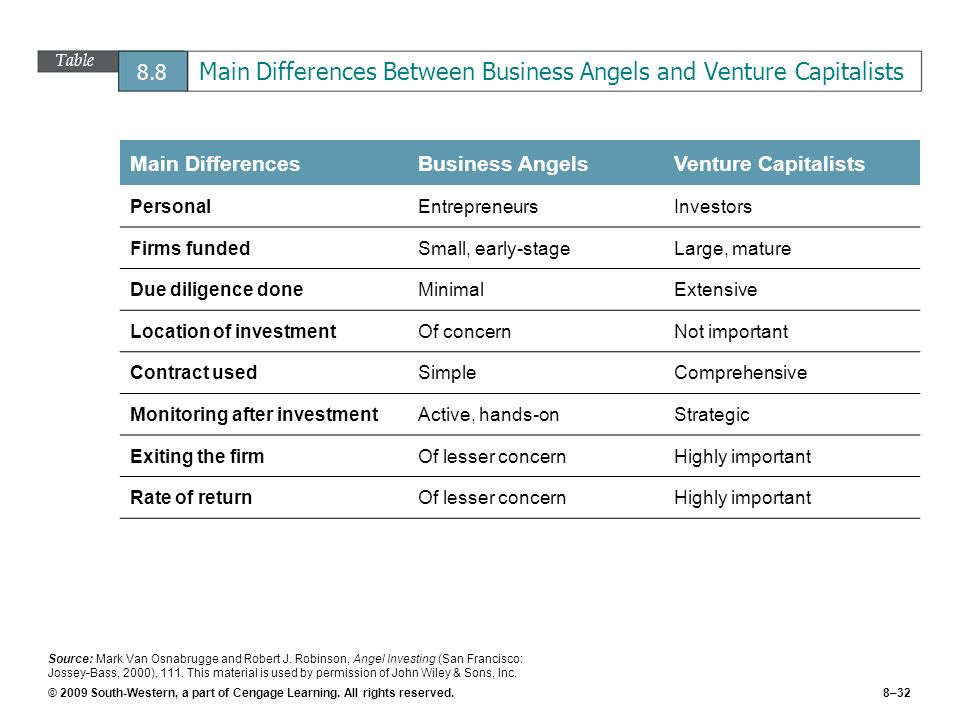 Table
8.8
Main Differences Between Business Angels and Venture Capitalists
Main Differences Business Angels Venture Capitalists
Personal Entrepreneurs Investors
Firms funded Small, early-stage Large, mature
Due diligence done Minimal Extensive
Location of investment Of concern Not important
Contract used Simple Comprehensive
Monitoring after investment Active, hands-on Strategic
Exiting the firm Of lesser concern Highly important
Rate of return Of lesser concern Highly important
Source: Mark Van Osnabrugge and Robert J. Robinson, Angel Investing (San Francisco:
Jossey-Bass, 2000), 111. This material is used by permission of John Wiley & Sons, Inc.
© 2009 South-Western, a part of Cengage Learning. All rights reserved. 8–32